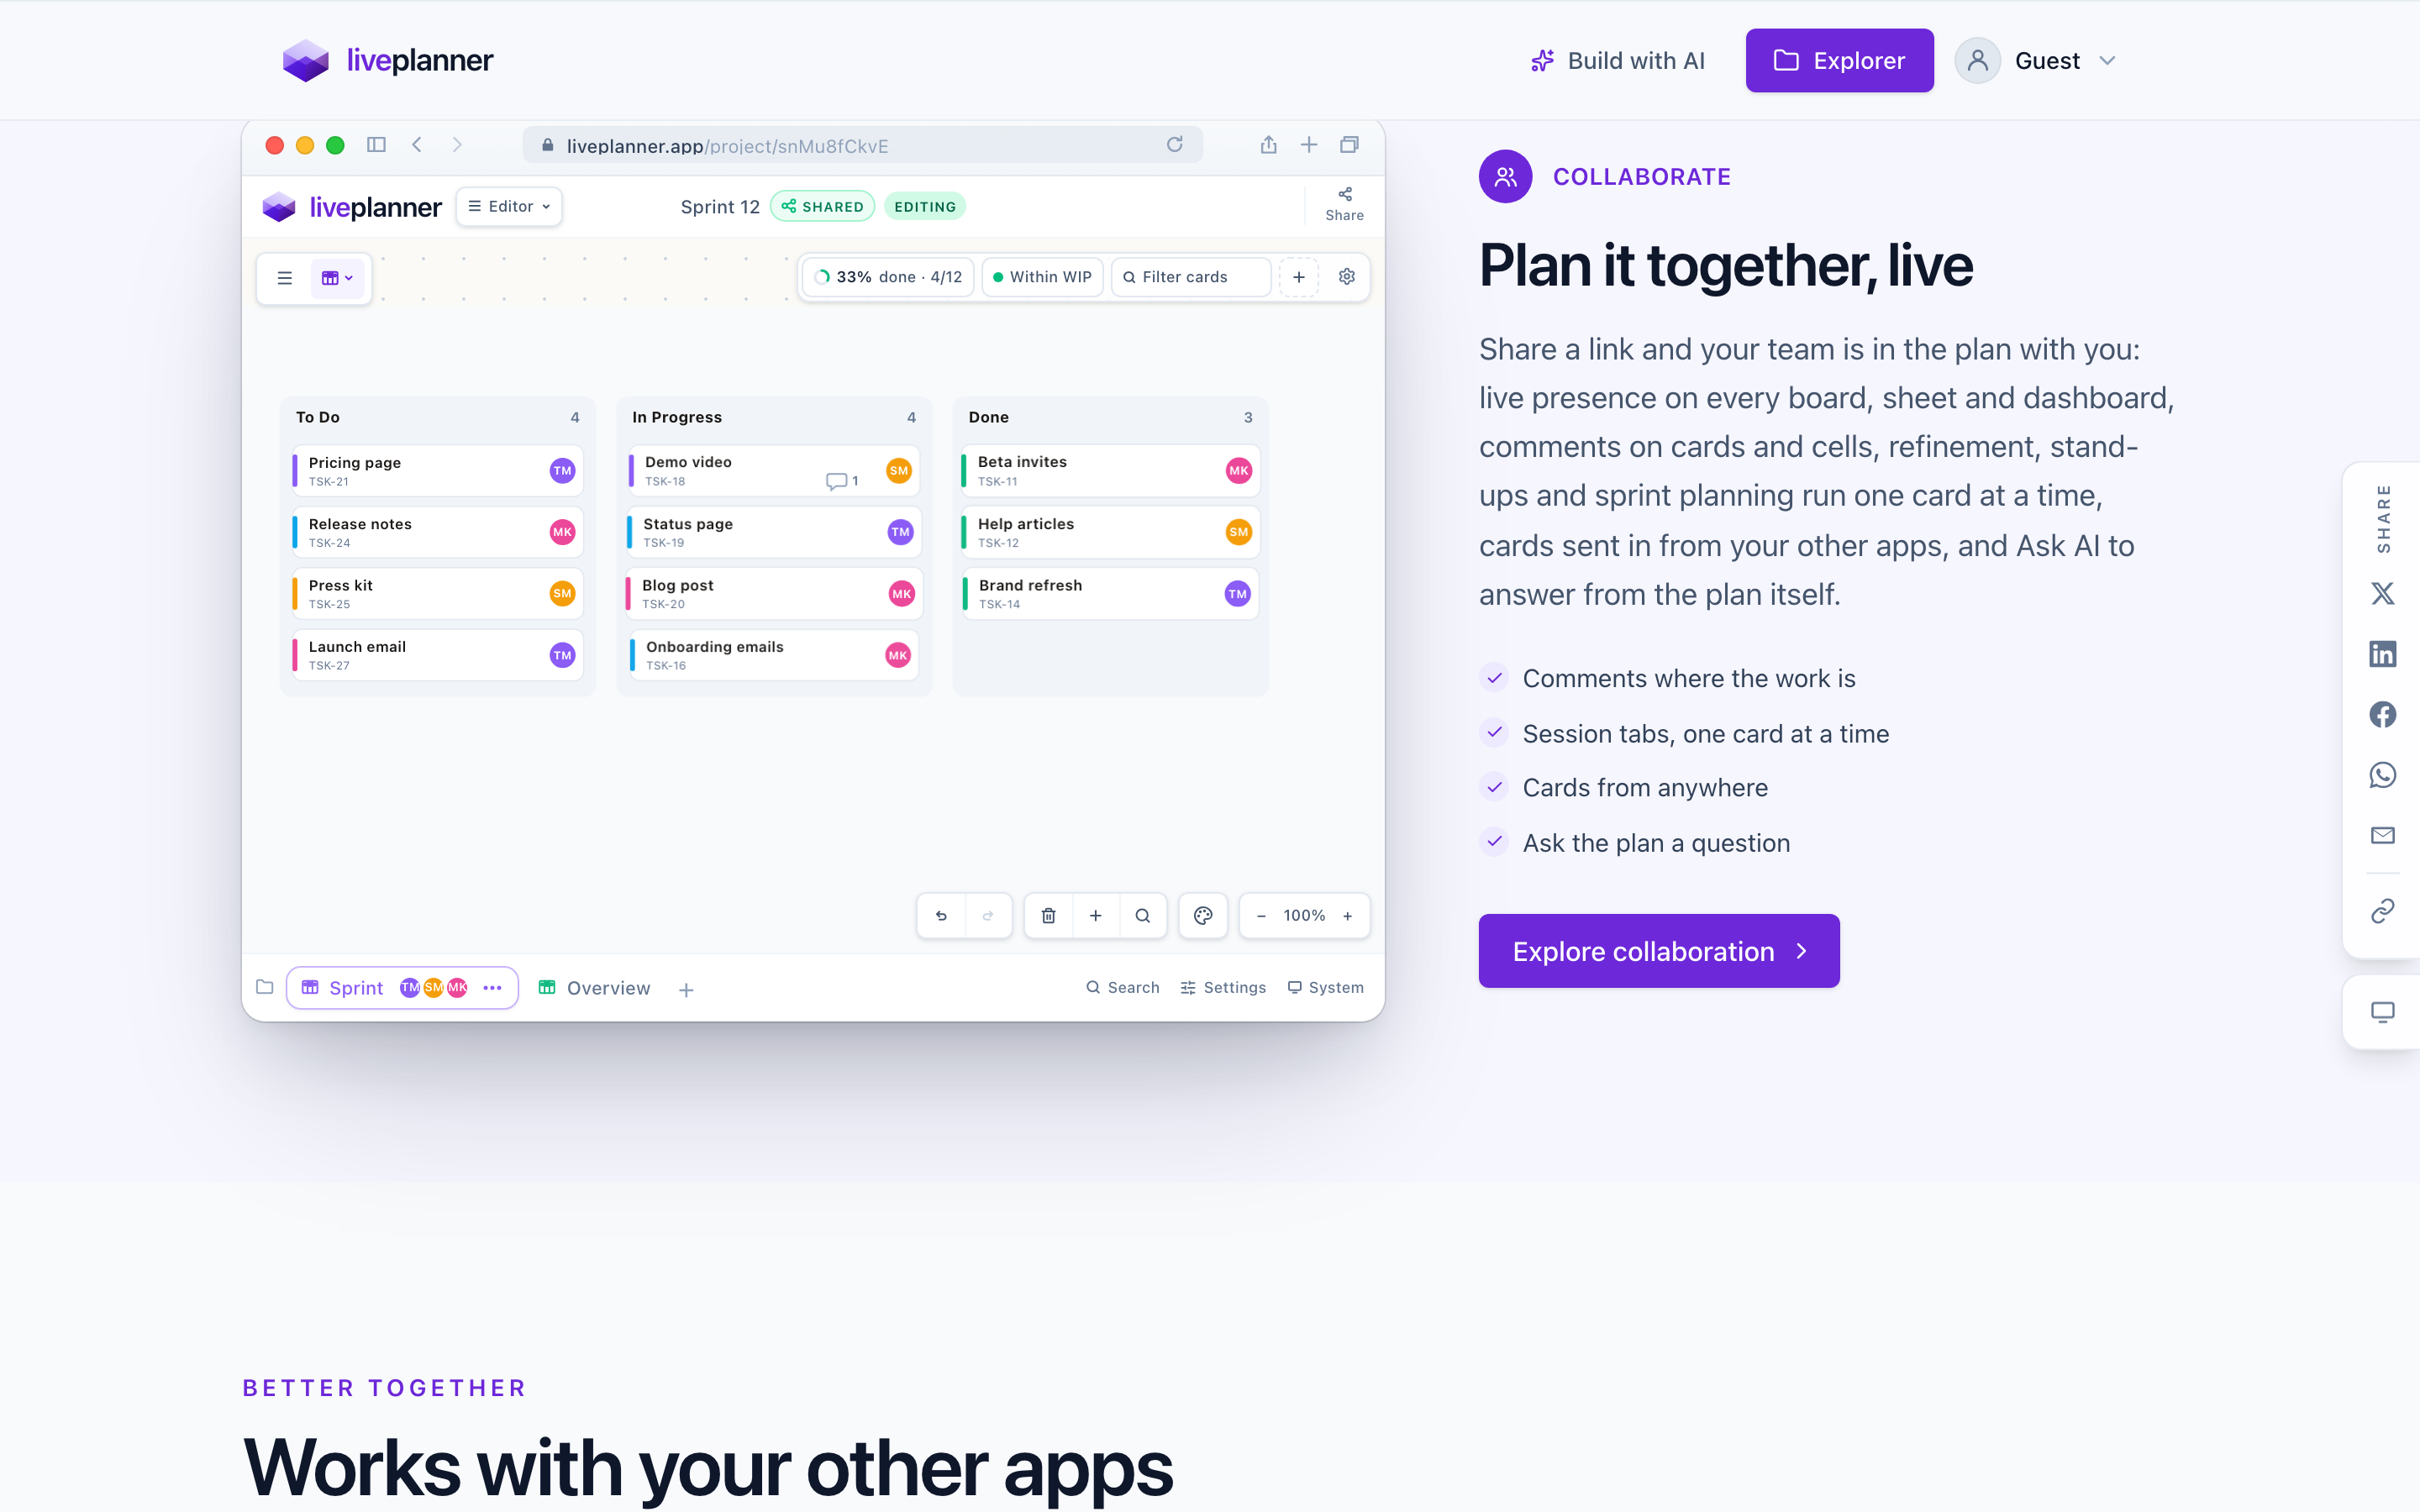 liveplanner
Build with AI
Explorer
Guest
liveplanner.app/project/snMu8fCkvE
liveplanner
Editor
Sprint 12
SHARED
EDITING
Share
33% done · 4/12
Within WIP
Filter cards
To Do 4
Pricing page
TSK-21
TM
Release notes
TSK-24
MK
Press kit
TSK-25
SM
Launch email
TSK-27
TM
In Progress 4
Demo video
TSK-18
1
SM
Status page
TSK-19
TM
Blog post
TSK-20
MK
Onboarding emails
TSK-16
MK
Done 3
Beta invites
TSK-11
MK
Help articles
TSK-12
SM
Brand refresh
TSK-14
TM
100%
Sprint
TM SM MK
Overview
Search
Settings
System
COLLABORATE
Plan it together, live
Share a link and your team is in the plan with you:
live presence on every board, sheet and dashboard,
comments on cards and cells, refinement, stand-
ups and sprint planning run one card at a time,
cards sent in from your other apps, and Ask AI to
answer from the plan itself.
Comments where the work is
Session tabs, one card at a time
Cards from anywhere
Ask the plan a question
Explore collaboration
SHARE
BETTER TOGETHER
Works with your other apps